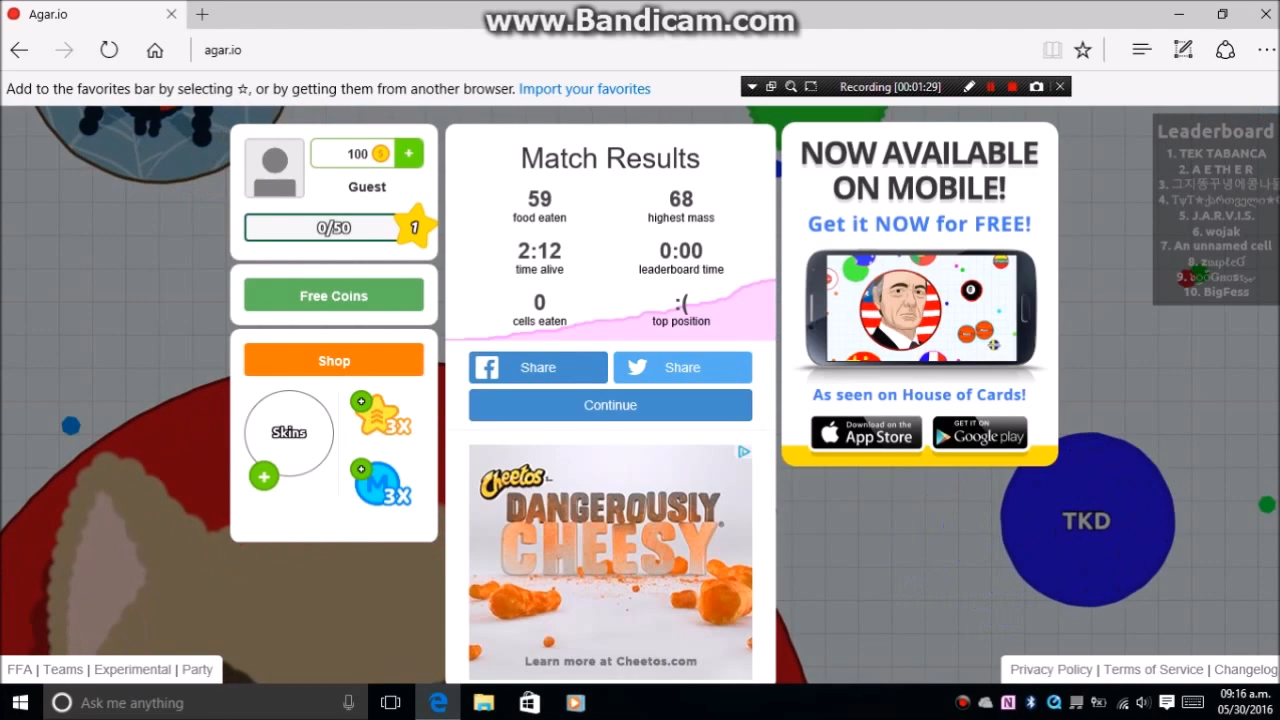 www.Bandicam.com
Agar.io
agar.io
Add to the favorites bar by selecting ☆, or by getting them from another browser. Import your favorites
Recording [00:01:29]
100
Guest
0/50
1
Free Coins
Shop
Skins
3X
M
3X
Match Results
59
food eaten
68
highest mass
2:12
time alive
0:00
leaderboard time
0
cells eaten
:(
top position
Share
Share
Continue
Cheetos
DANGEROUSLY
CHEESY
Learn more at Cheetos.com
NOW AVAILABLE
ON MOBILE!
Get it NOW for FREE!
8
As seen on House of Cards!
Download on the
App Store
GET IT ON
Google play
Leaderboard
1. TEK TABANCA
2. A E T H E R
5. J.A.R.V.I.S.
6. wojak
7. An unnamed cell
10. BigFess
TKD
FFA | Teams | Experimental | Party
Privacy Policy | Terms of Service | Changelog
Ask me anything
09:16 a.m.
05/30/2016